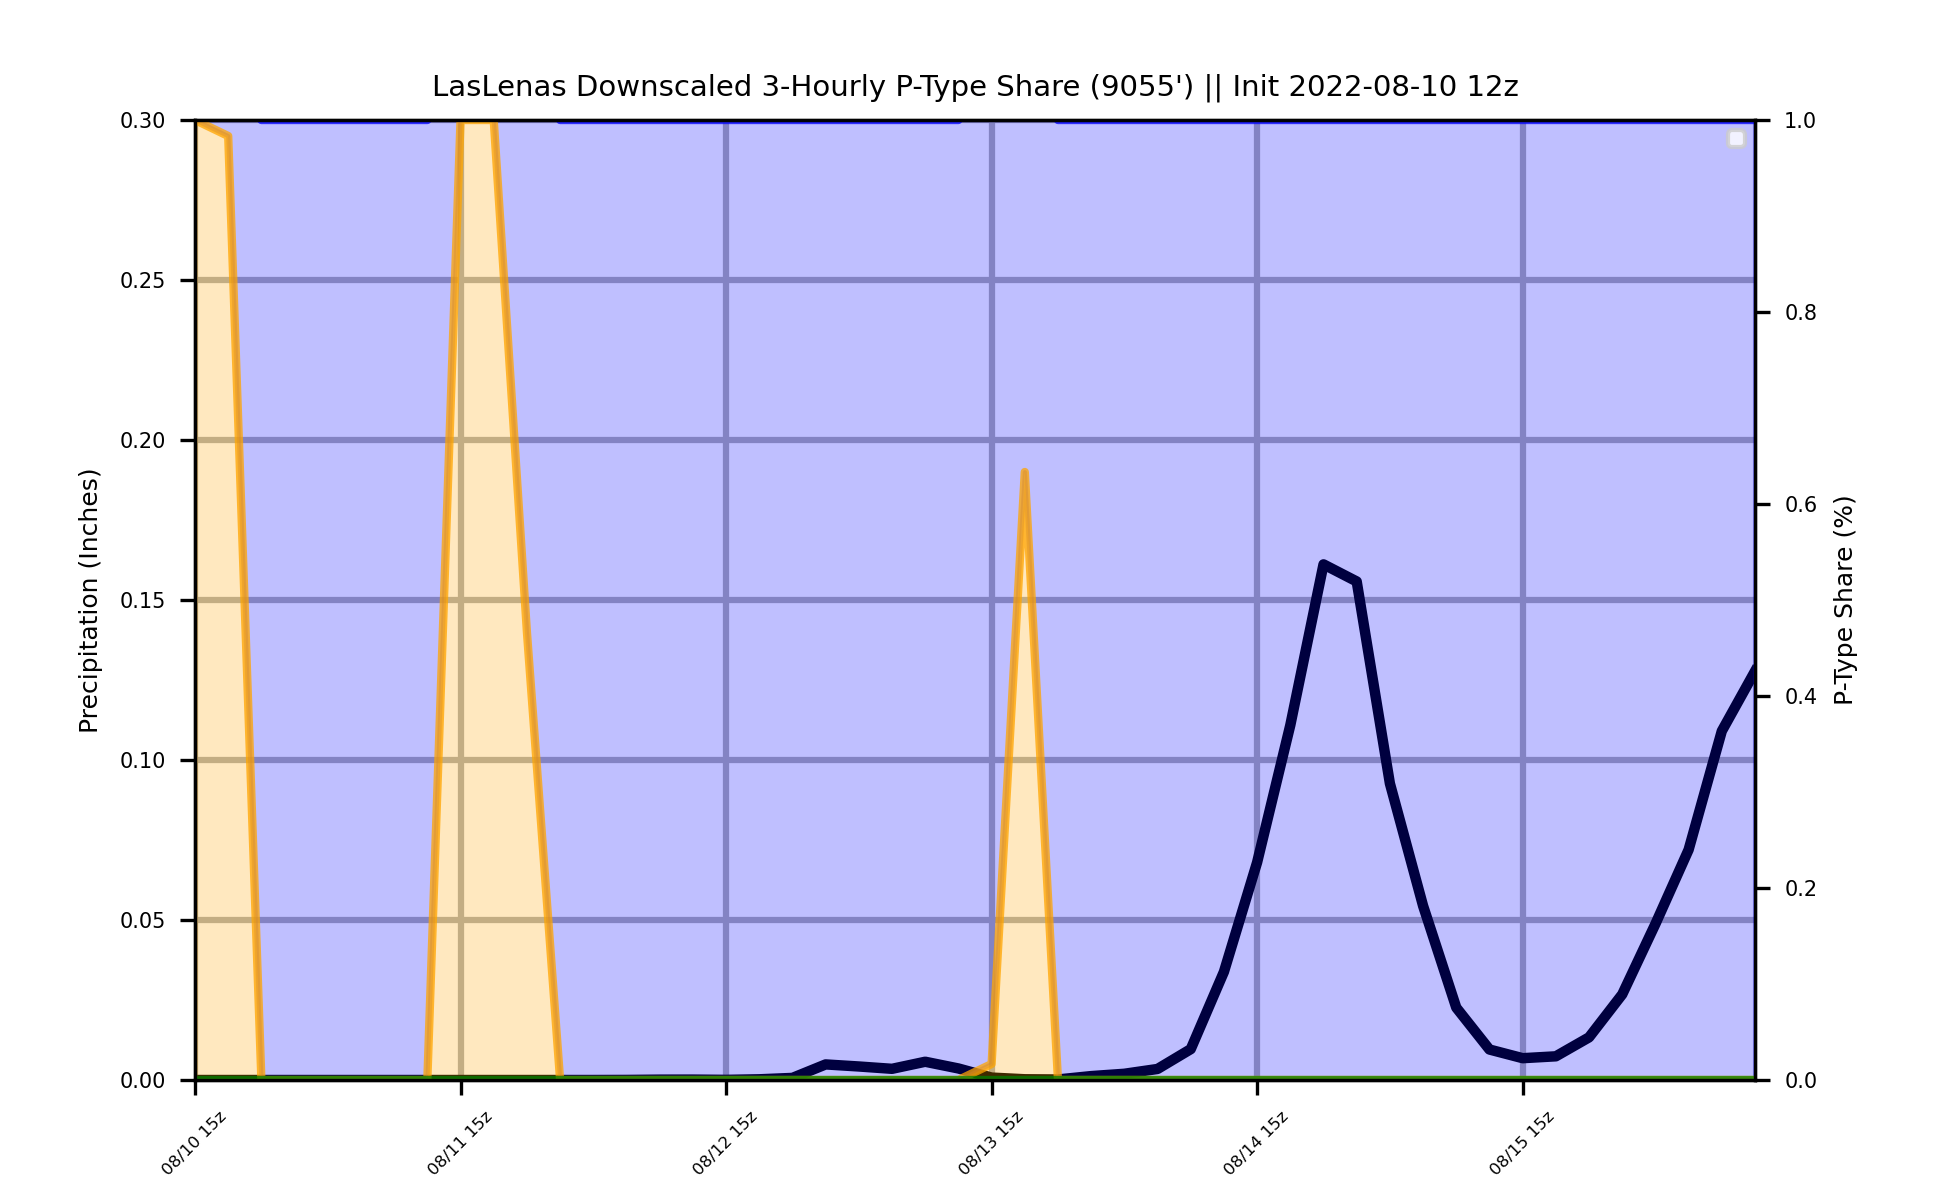 LasLenas Downscaled 3-Hourly P-Type Share (9055') || Init 2022-08-10 12z
Precipitation (Inches)
0.30
0.25
0.20
0.15
0.10
0.05
0.00
1.0
0.8
0.6
0.4
0.2
0.0
P-Type Share (%)
08/10 15z
08/11 15z
08/12 15z
08/13 15z
08/14 15z
08/15 15z